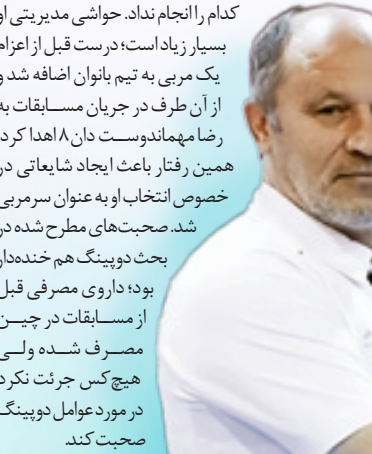 کدام را انجام نداد. حواشی مدیریتی او
بسیار زیاد است؛ درست قبل از اعزام
یک مربی به تیم بانوان اضافه شد و
از آن طرف در جریان مسابقات به
رضا مهماندوست دان ۸ اهدا کرد.
همین رفتار باعث ایجاد شایعاتی در
خصوص انتخاب او به عنوان سرمربی
شد. صحبت‌های مطرح شده در
بحث دوپینگ هم خنده‌دار
بود؛ داروی مصرفی قبل
از مسابقات در چین
مصرف شده ولی
هیچ‌کس جرئت نکرد
در مورد عوامل دوپینگ
صحبت کند.